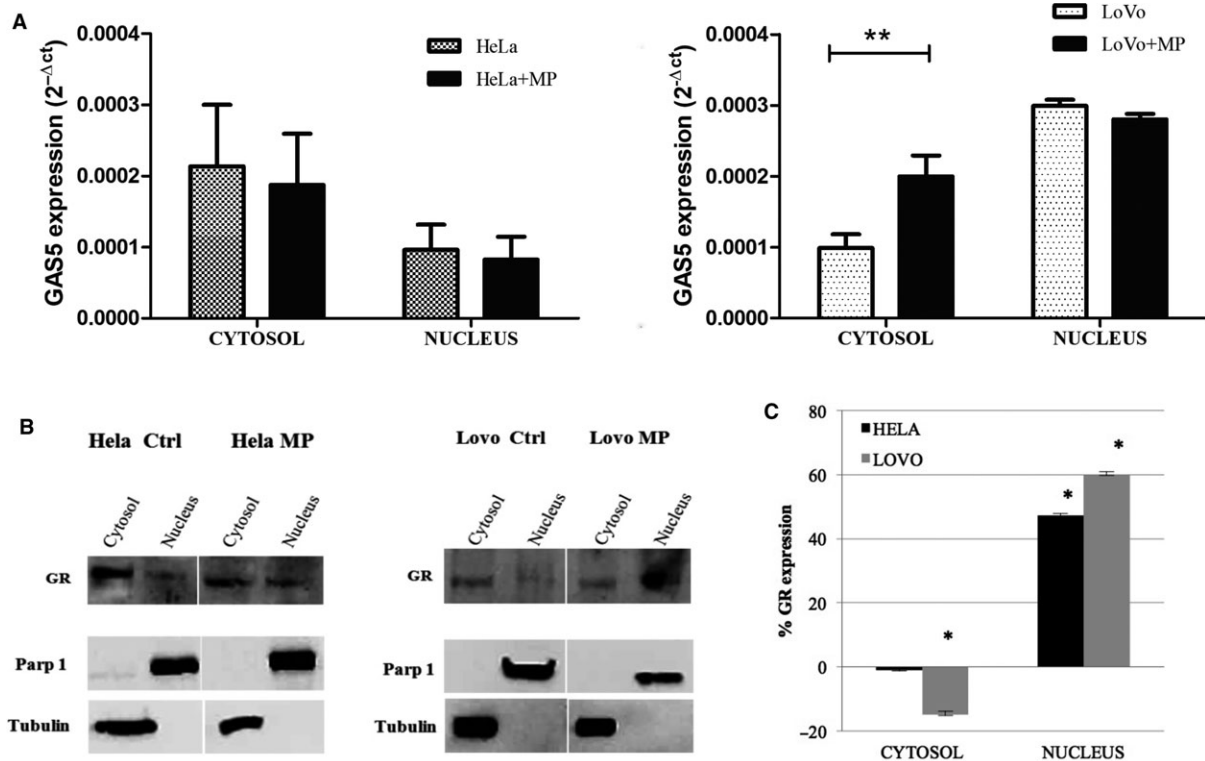 A
GAS5 expression (2^-Δct)
0.0004
0.0003
0.0002
0.0001
0.0000
HeLa
HeLa+MP
CYTOSOL NUCLEUS
GAS5 expression (2^-Δct)
0.0004
0.0003
0.0002
0.0001
0.0000
**
LoVo
LoVo+MP
CYTOSOL NUCLEUS
B
Hela Ctrl Hela MP
Cytosol Nucleus Cytosol Nucleus
GR
Parp 1
Tubulin
Lovo Ctrl Lovo MP
Cytosol Nucleus Cytosol Nucleus
GR
Parp 1
Tubulin
C
% GR expression
80
60
40
20
0
–20
HELA
LOVO
*
*
*
CYTOSOL NUCLEUS